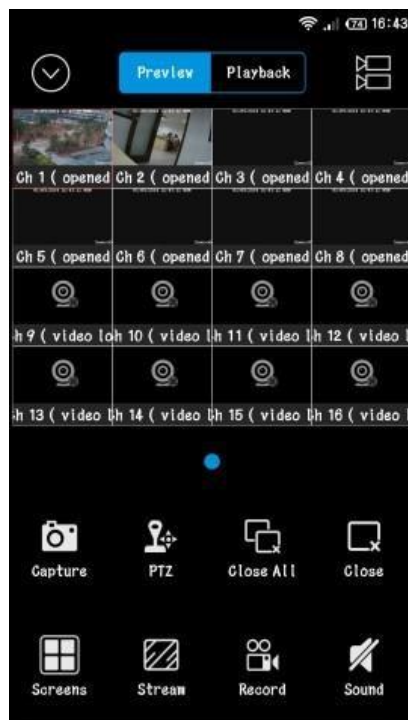 74 16:43
Preview Playback
Ch 1 ( opened Ch 2 ( opened Ch 3 ( opened Ch 4 ( opened
Ch 5 ( opened Ch 6 ( opened Ch 7 ( opened Ch 8 ( opened
h 9 ( video lo h 10 ( video l h 11 ( video l h 12 ( video l
h 13 ( video l h 14 ( video l h 15 ( video l h 16 ( video l
Capture PTZ Close All Close
Screens Stream Record Sound